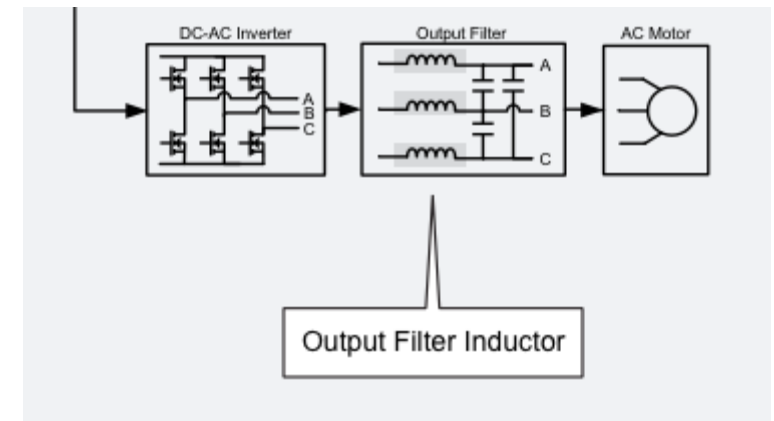 DC-AC Inverter
Output Filter
AC Motor
A
B
C
A
B
C
Output Filter Inductor